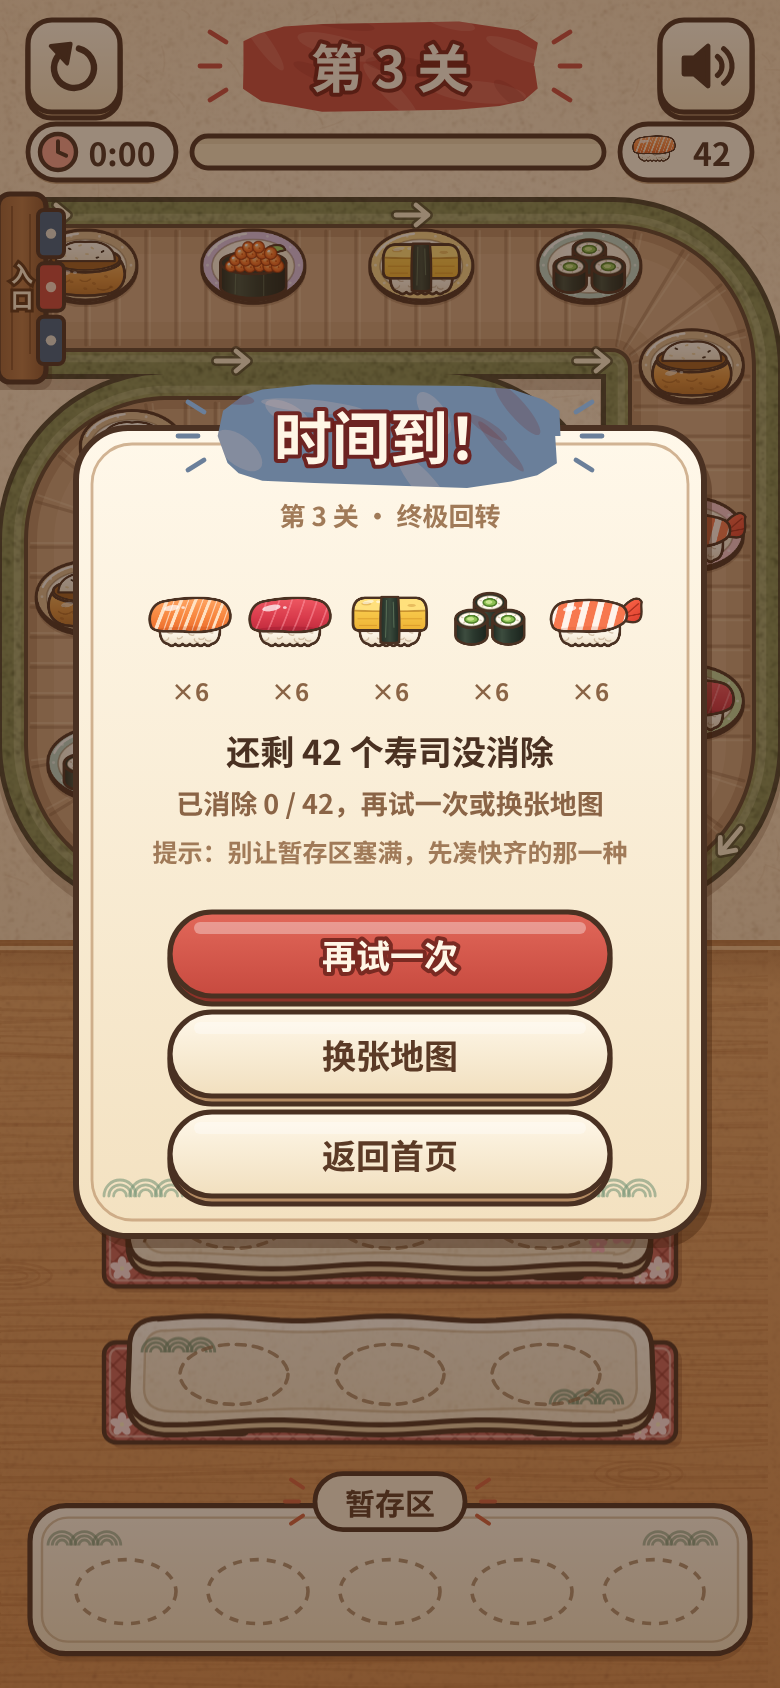 第3关
0:00
42
入口
时间到！
第 3 关 · 终极回转
×6 ×6 ×6 ×6 ×6
还剩 42 个寿司没消除
已消除 0 / 42，再试一次或换张地图
提示：别让暂存区塞满，先凑快齐的那一种
再试一次
换张地图
返回首页
暂存区